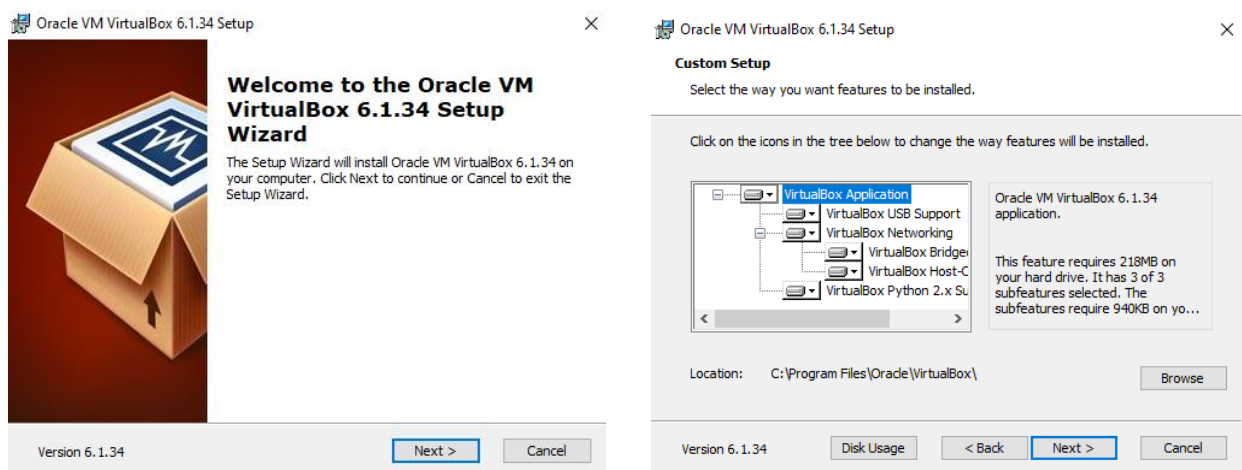 Oracle VM VirtualBox 6.1.34 Setup
Welcome to the Oracle VM
VirtualBox 6.1.34 Setup
Wizard
The Setup Wizard will install Oracle VM VirtualBox 6.1.34 on
your computer. Click Next to continue or Cancel to exit the
Setup Wizard.
Version 6.1.34
Next >
Cancel
Oracle VM VirtualBox 6.1.34 Setup
Custom Setup
Select the way you want features to be installed.
Click on the icons in the tree below to change the way features will be installed.
VirtualBox Application
VirtualBox USB Support
VirtualBox Networking
VirtualBox Bridge
VirtualBox Host-C
VirtualBox Python 2.x Su
Oracle VM VirtualBox 6.1.34
application.
This feature requires 218MB on
your hard drive. It has 3 of 3
subfeatures selected. The
subfeatures require 940KB on yo...
Location: C:\Program Files\Oracle\VirtualBox\
Browse
Version 6.1.34
Disk Usage
< Back
Next >
Cancel